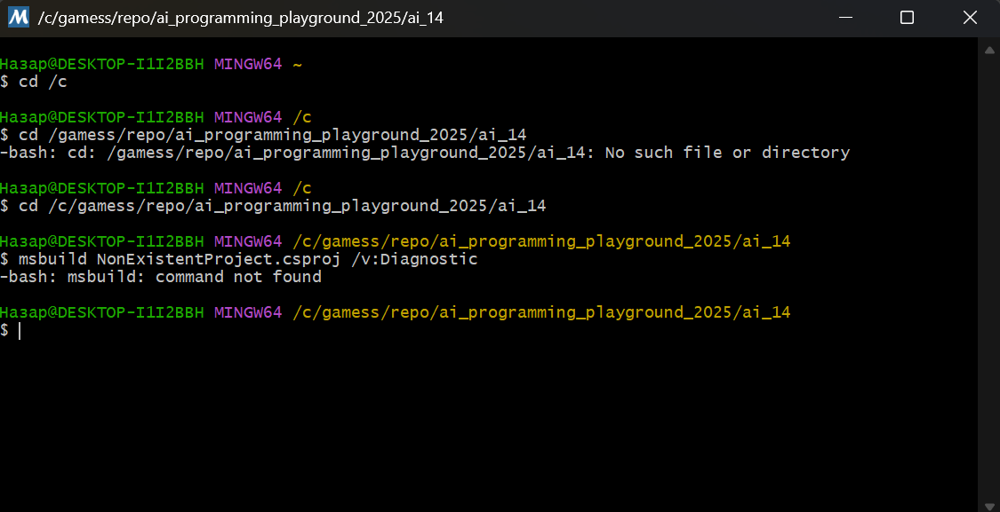 /c/gamess/repo/ai_programming_playground_2025/ai_14
Назар@DESKTOP-I1I2BBH MINGW64 ~
$ cd /c
Назар@DESKTOP-I1I2BBH MINGW64 /c
$ cd /gamess/repo/ai_programming_playground_2025/ai_14
-bash: cd: /gamess/repo/ai_programming_playground_2025/ai_14: No such file or directory
Назар@DESKTOP-I1I2BBH MINGW64 /c
$ cd /c/gamess/repo/ai_programming_playground_2025/ai_14
Назар@DESKTOP-I1I2BBH MINGW64 /c/gamess/repo/ai_programming_playground_2025/ai_14
$ msbuild NonExistentProject.csproj /v:Diagnostic
-bash: msbuild: command not found
Назар@DESKTOP-I1I2BBH MINGW64 /c/gamess/repo/ai_programming_playground_2025/ai_14
$